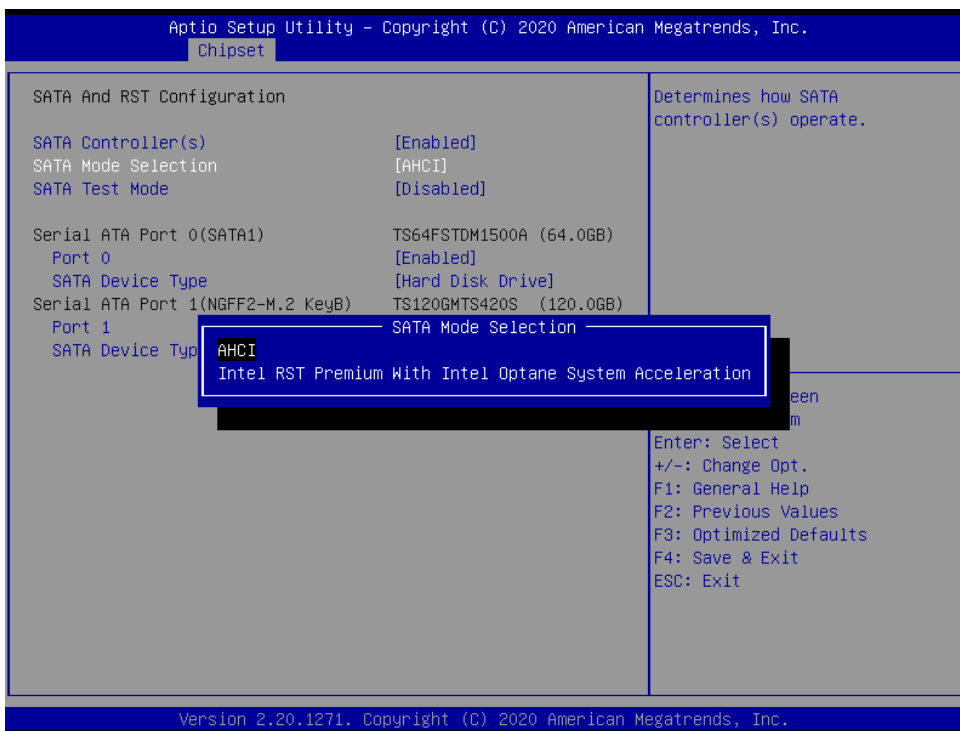 Aptio Setup Utility – Copyright (C) 2020 American Megatrends, Inc.
Chipset
SATA And RST Configuration
SATA Controller(s) [Enabled]
SATA Mode Selection [AHCI]
SATA Test Mode [Disabled]
Serial ATA Port 0(SATA1) TS64FSTDM1500A (64.0GB)
Port 0 [Enabled]
SATA Device Type [Hard Disk Drive]
Serial ATA Port 1(NGFF2-M.2 KeyB) TS120GMTS420S (120.0GB)
Port 1
SATA Device Typ
SATA Mode Selection
AHCI
Intel RST Premium With Intel Optane System Acceleration
Determines how SATA
controller(s) operate.
een
m
Enter: Select
+/-: Change Opt.
F1: General Help
F2: Previous Values
F3: Optimized Defaults
F4: Save & Exit
ESC: Exit
Version 2.20.1271. Copyright (C) 2020 American Megatrends, Inc.